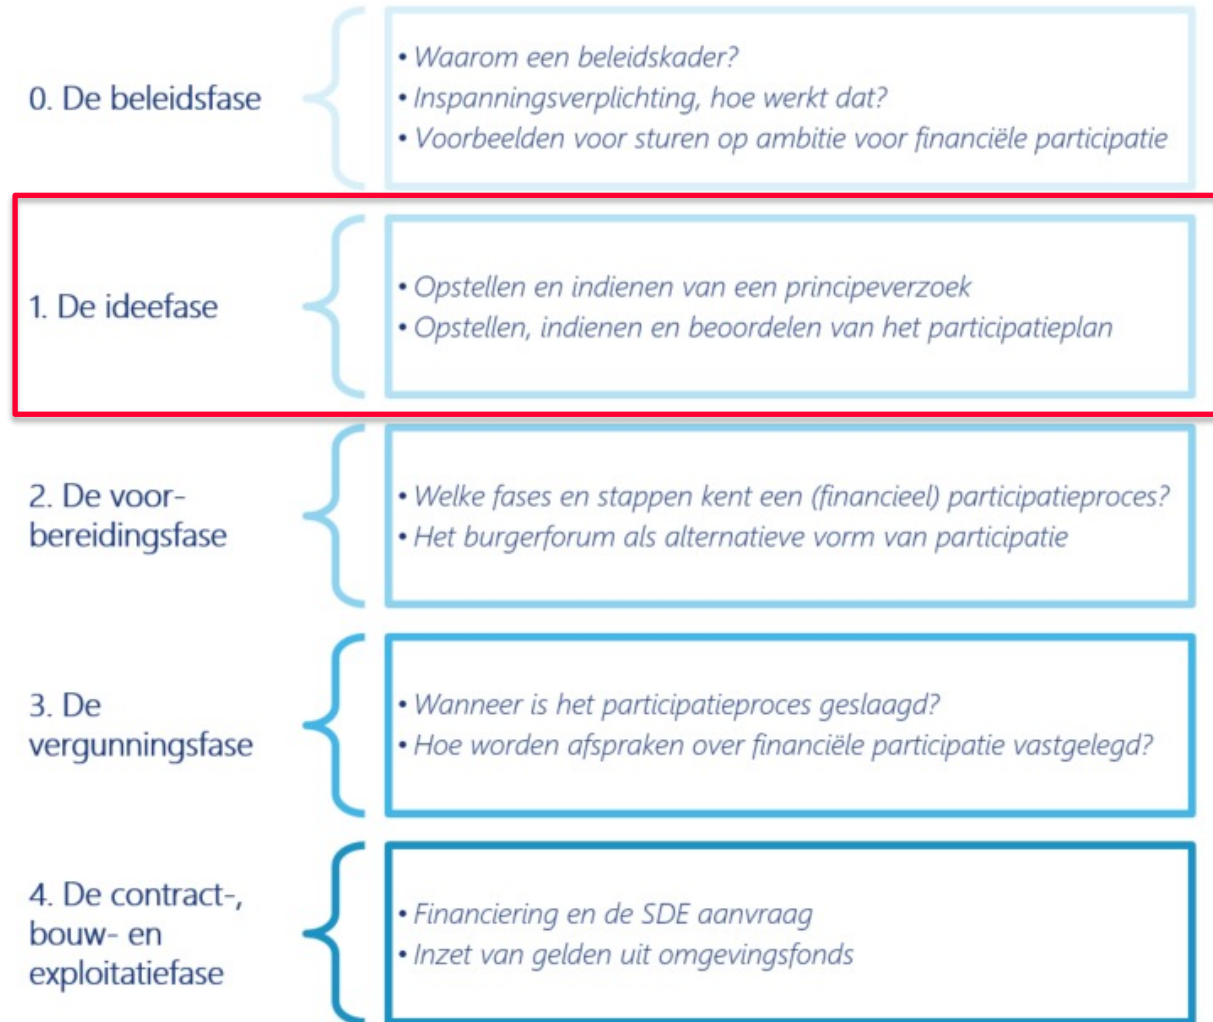 0. De beleidsfase
• Waarom een beleidskader?
• Inspanningsverplichting, hoe werkt dat?
• Voorbeelden voor sturen op ambitie voor financiële participatie
1. De ideefase
• Opstellen en indienen van een principeverzoek
• Opstellen, indienen en beoordelen van het participatieplan
2. De voor-
bereidingsfase
• Welke fases en stappen kent een (financieel) participatieproces?
• Het burgerforum als alternatieve vorm van participatie
3. De
vergunningsfase
• Wanneer is het participatieproces geslaagd?
• Hoe worden afspraken over financiële participatie vastgelegd?
4. De contract-,
bouw- en
exploitatiefase
• Financiering en de SDE aanvraag
• Inzet van gelden uit omgevingsfonds